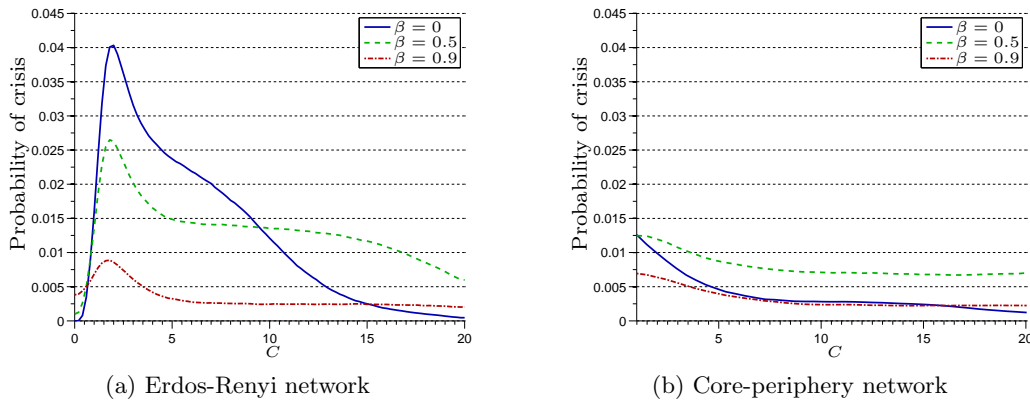 0.045
0.04
0.035
0.03
0.025
0.02
0.015
0.01
0.005
0
Probability of crisis
0 5 10 15 20
C
β = 0
β = 0.5
β = 0.9
(a) Erdos-Renyi network
0.045
0.04
0.035
0.03
0.025
0.02
0.015
0.01
0.005
0
Probability of crisis
5 10 15 20
C
β = 0
β = 0.5
β = 0.9
(b) Core-periphery network